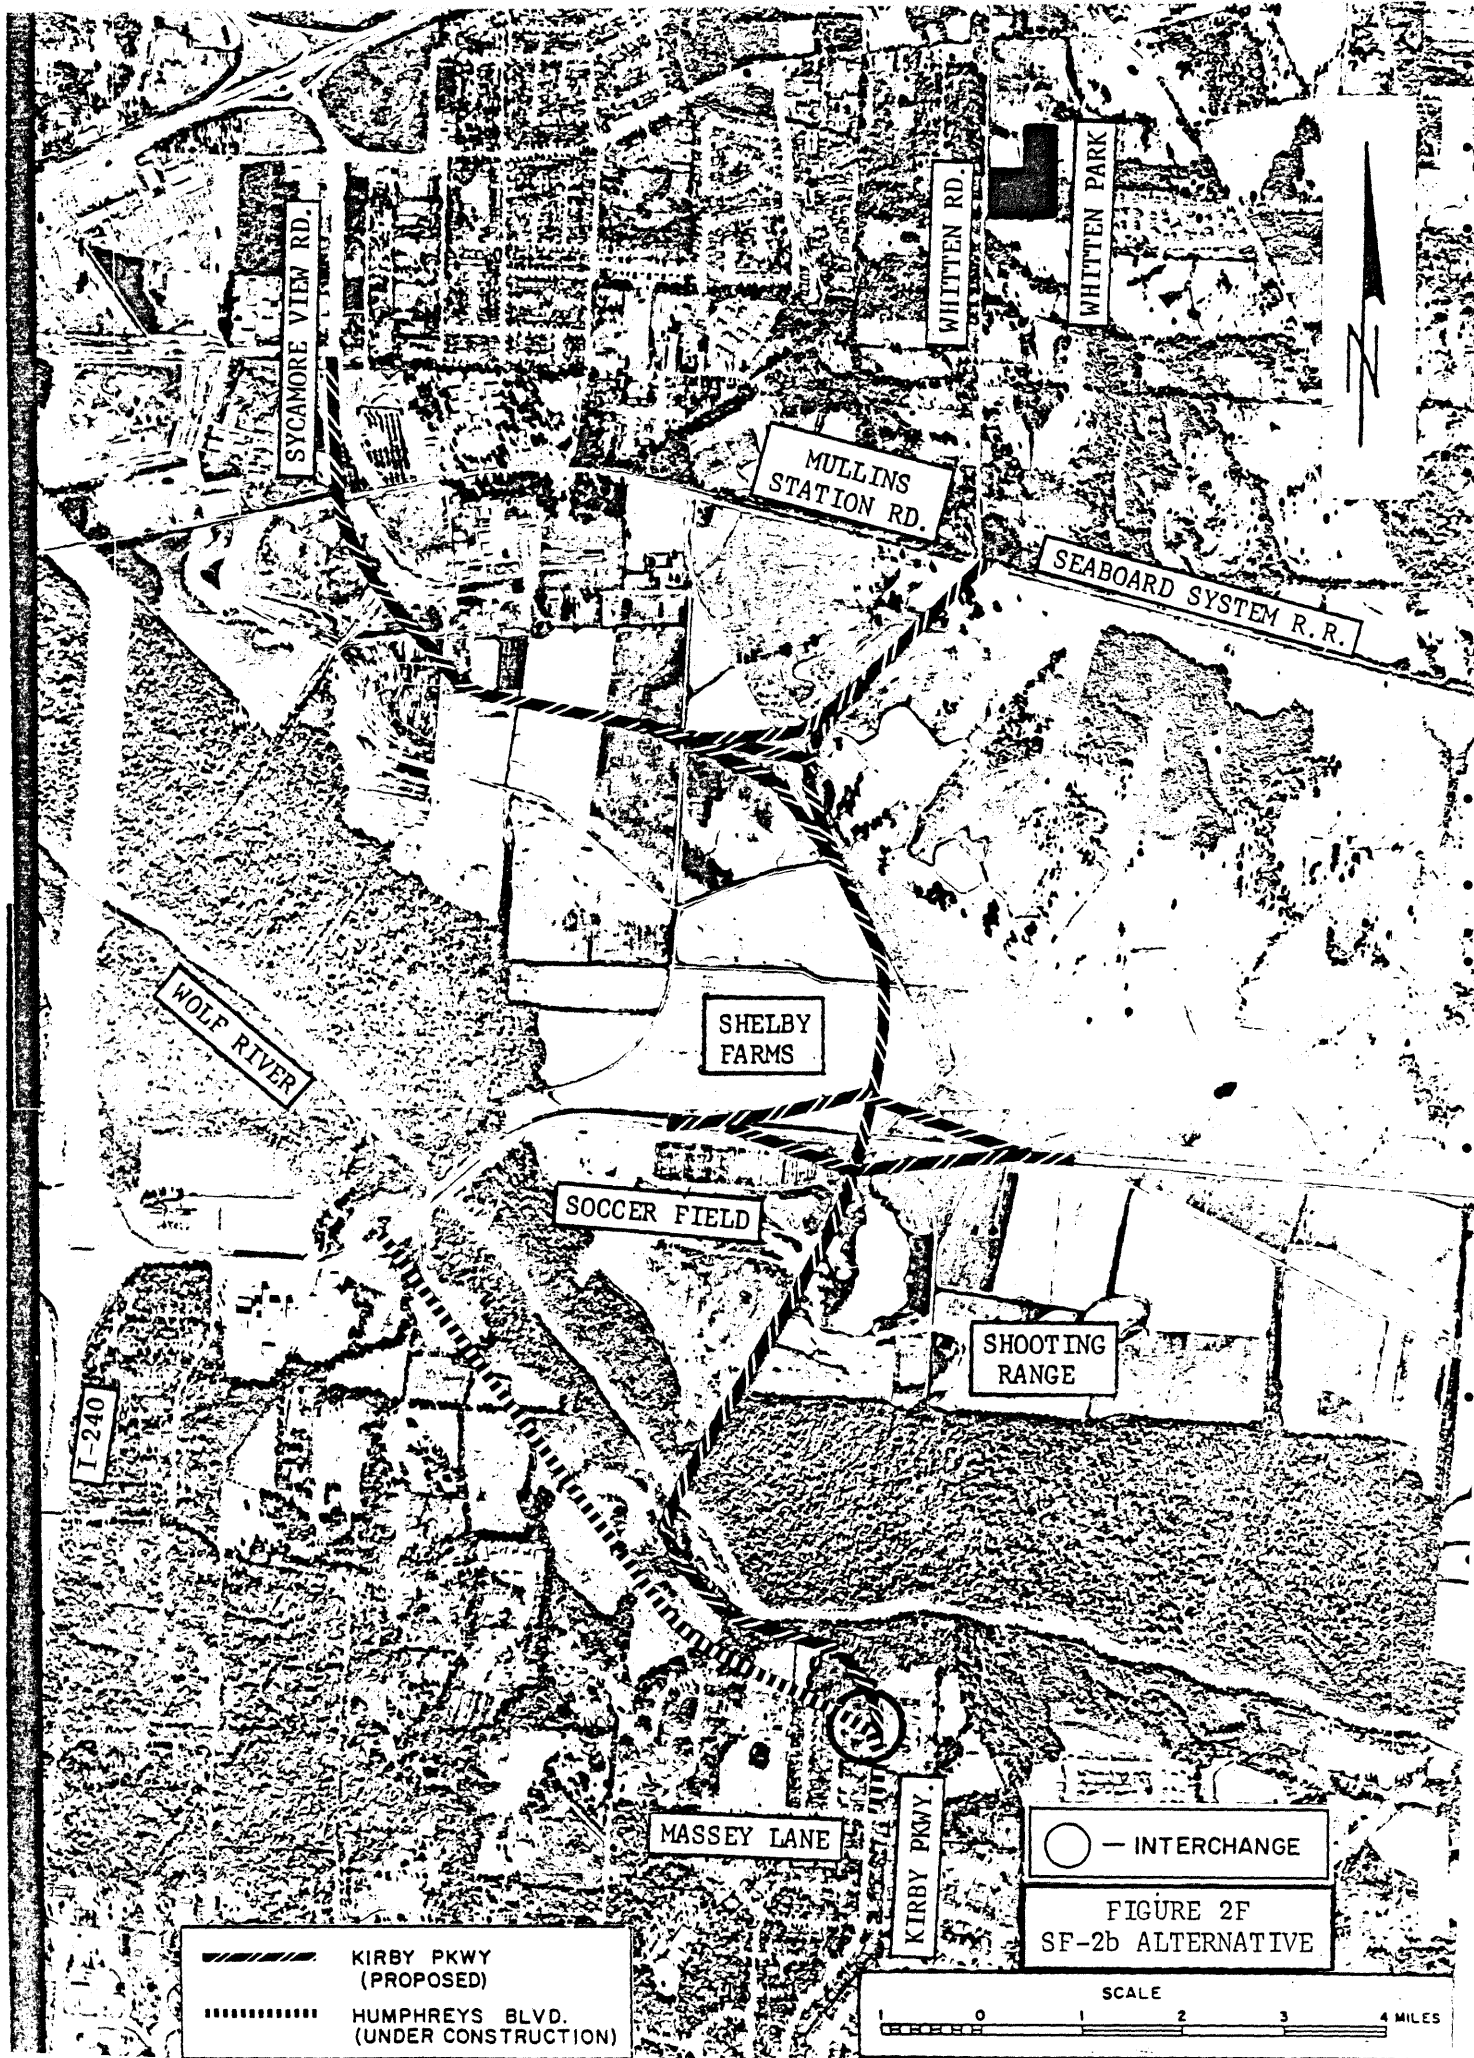 WHITTEN RD.
WHITTEN PARK
SYCAMORE VIEW RD.
N
MULLINS
STATION RD.
SEABOARD SYSTEM R.R.
WOLF RIVER
SHELBY
FARMS
SOCCER FIELD
SHOOTING
RANGE
I-240
MASSEY LANE
KIRBY PKWY.
— INTERCHANGE
FIGURE 2F
SF-2b ALTERNATIVE
KIRBY PKWY
(PROPOSED)
HUMPHREYS BLVD.
(UNDER CONSTRUCTION)
SCALE
1 0 1 2 3 4 MILES